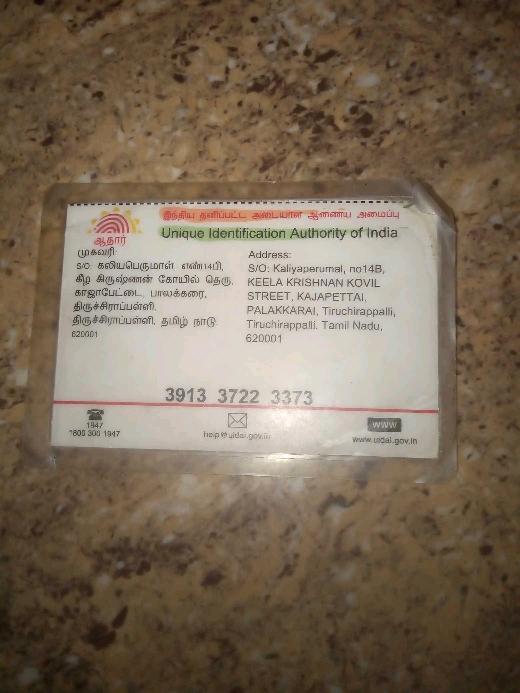 இந்திய தனிப்பட்ட அடையாள ஆணைய அமைப்பு
Unique Identification Authority of India
ஆதார்
முகவரி:
S/O: கலியபெருமாள், எண்14பி,
கீழ கிருஷ்ணன் கோயில் தெரு,
காஜாபேட்டை, பாலக்கரை,
திருச்சிராப்பள்ளி,
திருச்சிராப்பள்ளி, தமிழ் நாடு
620001
Address:
S/O: Kaliyaperumal, no14B,
KEELA KRISHNAN KOVIL
STREET, KAJAPETTAI,
PALAKKARAI, Tiruchirappalli,
Tiruchirappalli, Tamil Nadu,
620001
3913 3722 3373
1947
1800 300 1947
help@uidai.gov.in
www
www.uidai.gov.in